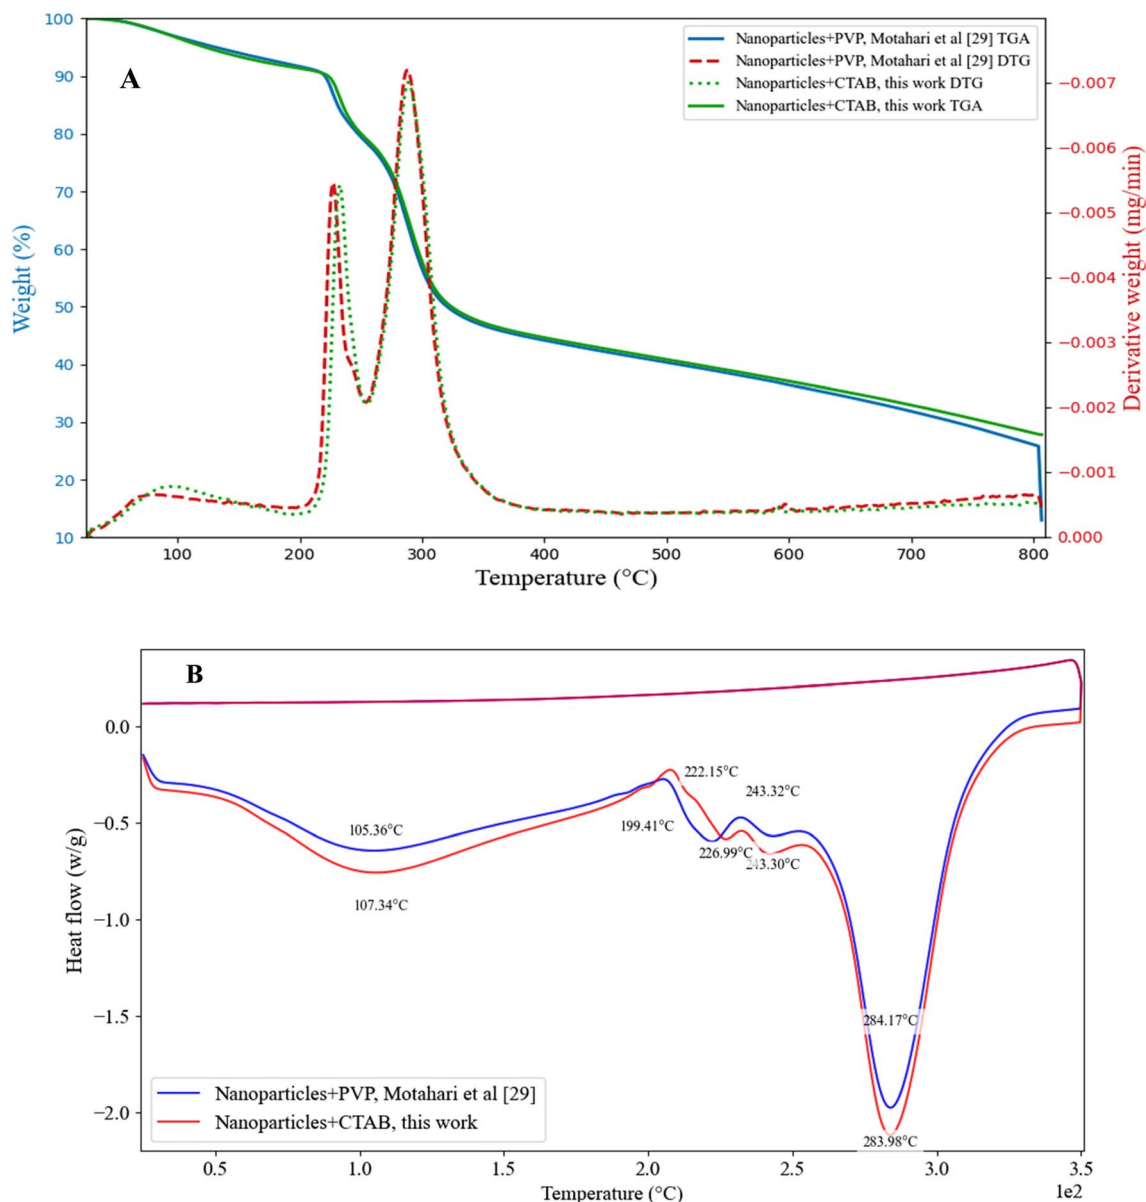 A
Nanoparticles+PVP, Motahari et al [29] TGA
Nanoparticles+PVP, Motahari et al [29] DTG
Nanoparticles+CTAB, this work DTG
Nanoparticles+CTAB, this work TGA
100
90
80
70
60
50
40
30
20
10
Weight (%)
−0.007
−0.006
−0.005
−0.004
−0.003
−0.002
−0.001
0.000
Derivative weight (mg/min)
100 200 300 400 500 600 700 800
Temperature (°C)
B
0.0
−0.5
−1.0
−1.5
−2.0
Heat flow (w/g)
105.36°C
107.34°C
199.41°C
222.15°C
226.99°C
243.32°C
243.30°C
284.17°C
283.98°C
Nanoparticles+PVP, Motahari et al [29]
Nanoparticles+CTAB, this work
0.5 1.0 1.5 2.0 2.5 3.0 3.5
1e2
Temperature (°C)